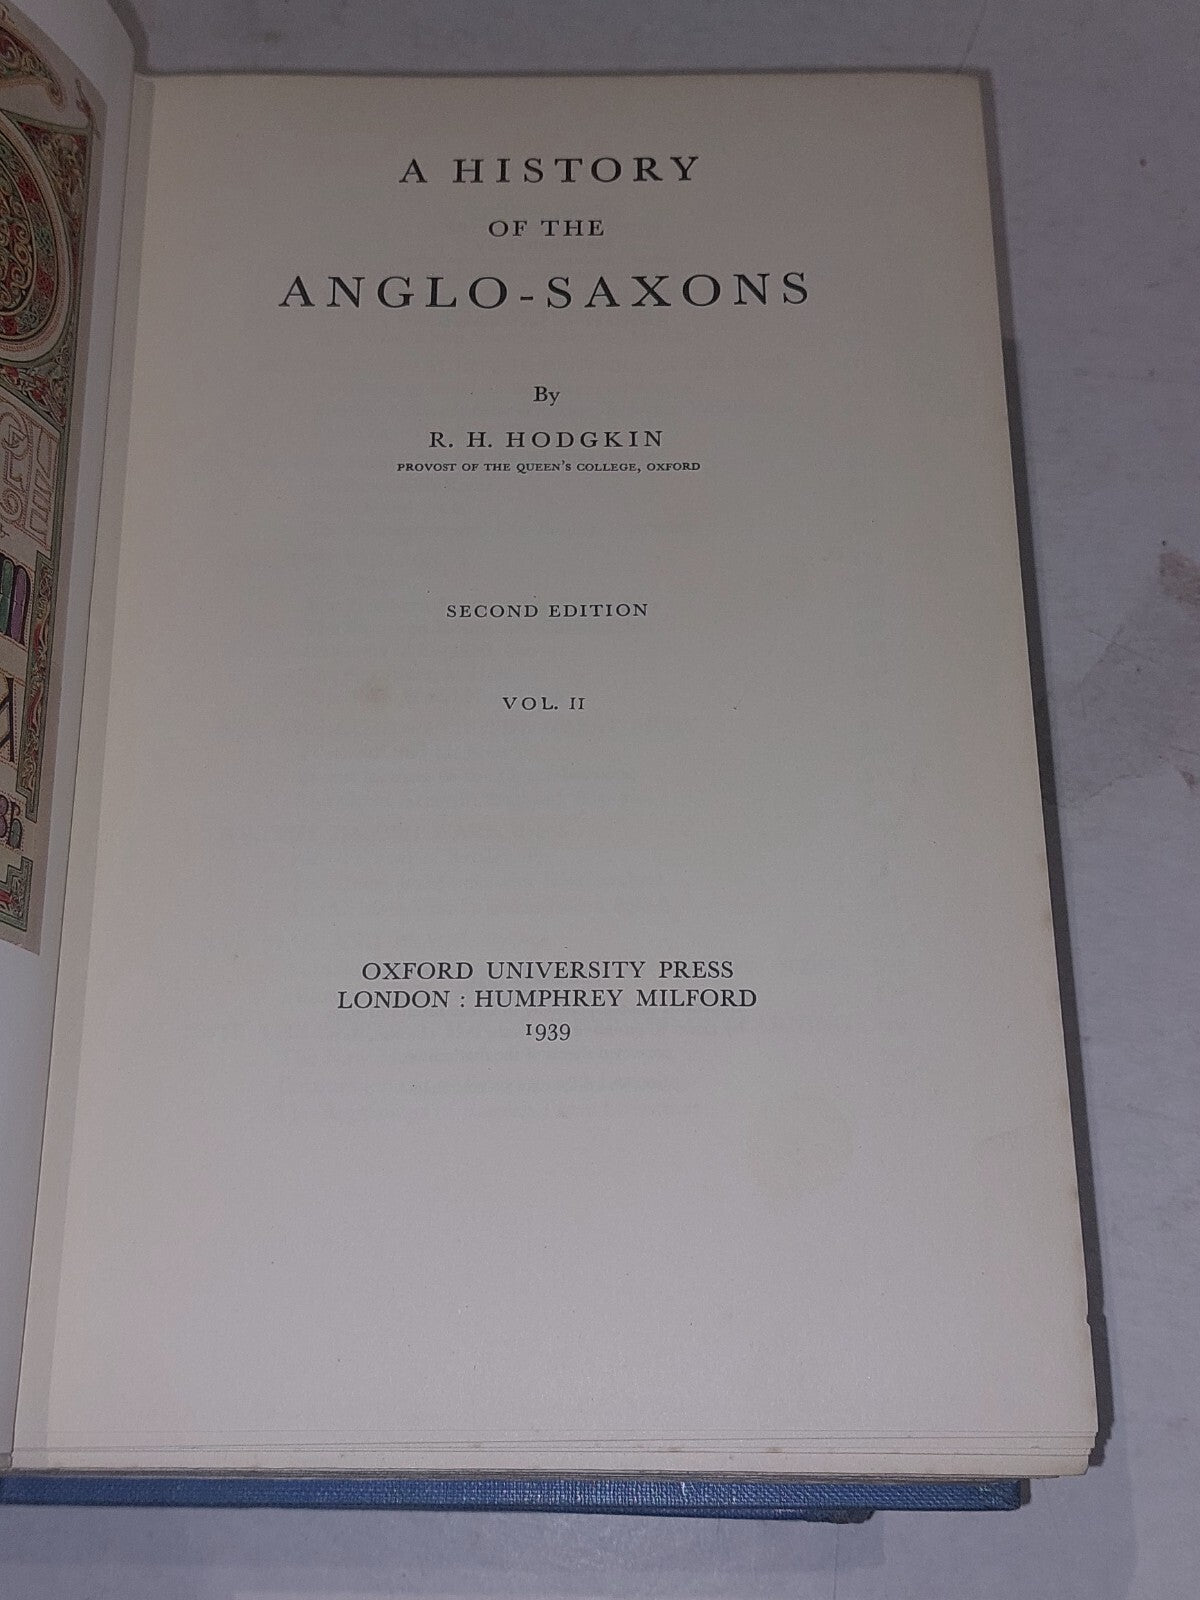 A HISTORY
OF THE
ANGLO-SAXONS
By
R. H. HODGKIN
PROVOST OF THE QUEEN'S COLLEGE, OXFORD
SECOND EDITION
VOL. II
OXFORD UNIVERSITY PRESS
LONDON : HUMPHREY MILFORD
1939